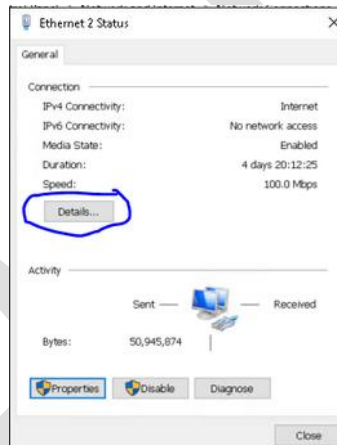 Ethernet 2 Status
General
Connection
IPv4 Connectivity: Internet
IPv6 Connectivity: No network access
Media State: Enabled
Duration: 4 days 20:12:25
Speed: 100.0 Mbps
Details...
Activity
Sent Received
Bytes: 50,945,874
Properties Disable Diagnose
Close